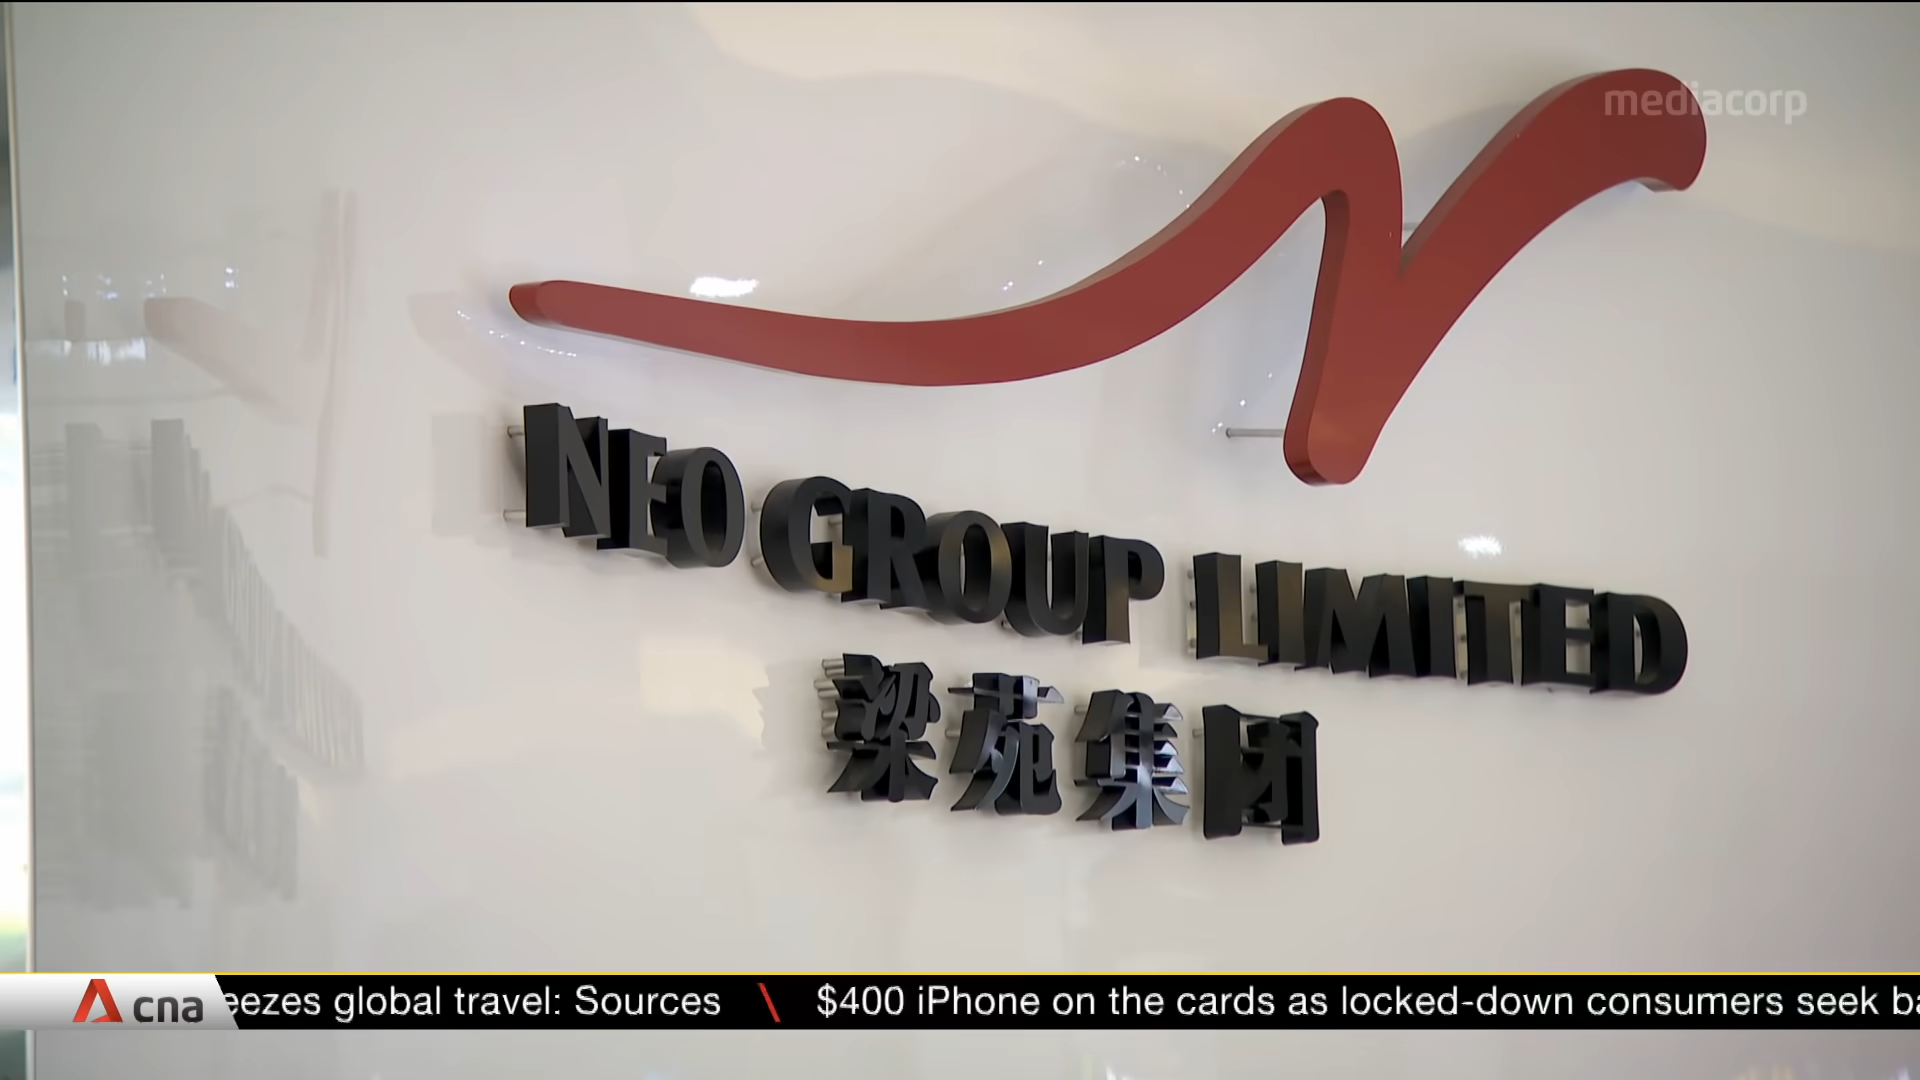 mediacorp
NEO GROUP LIMITED
梁苑集团
cna
eezes global travel: Sources \ $400 iPhone on the cards as locked-down consumers seek ba